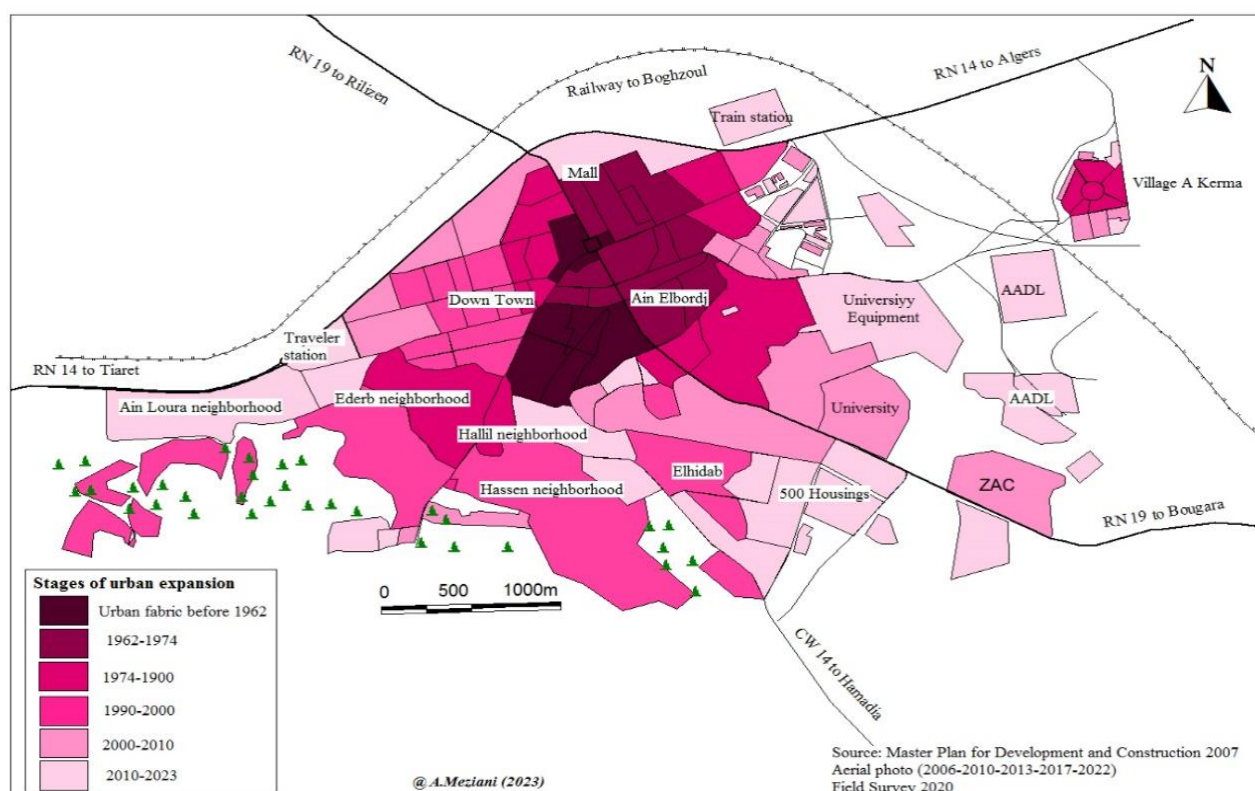 RN 19 to Rilizen
Railway to Boghzoul
RN 14 to Algers
N
Train station
Mall
Village A Kerma
Down Town
Ain Elbordj
Universiyy
Equipment
AADL
Traveler
station
RN 14 to Tiaret
Ain Loura neighborhood
Ederb neighborhood
University
AADL
Hallil neighborhood
Elhidab
Hassen neighborhood
500 Housings
ZAC
RN 19 to Bougara
0 500 1000m
CW 14 to Hamadia
Stages of urban expansion
Urban fabric before 1962
1962-1974
1974-1900
1990-2000
2000-2010
2010-2023
@ A.Meziani (2023)
Source: Master Plan for Development and Construction 2007
Aerial photo (2006-2010-2013-2017-2022)
Field Survey 2020